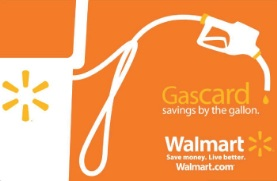 Gascard
savings by the gallon.
Walmart
Save money. Live better.
Walmart.com